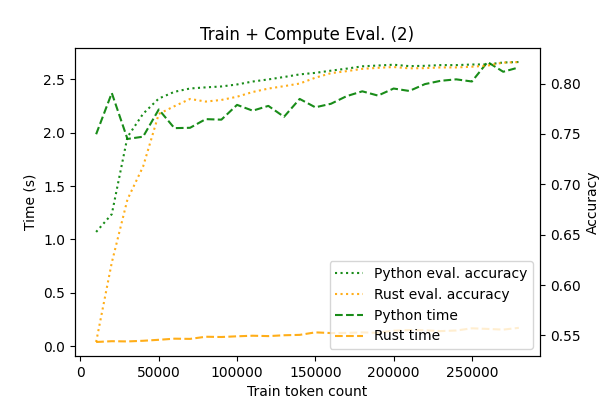 Train + Compute Eval. (2)
2.5
2.0
1.5
1.0
0.5
0.0
Time (s)
0.80
0.75
0.70
0.65
0.60
0.55
Accuracy
Python eval. accuracy
Rust eval. accuracy
Python time
Rust time
0 50000 100000 150000 200000 250000
Train token count